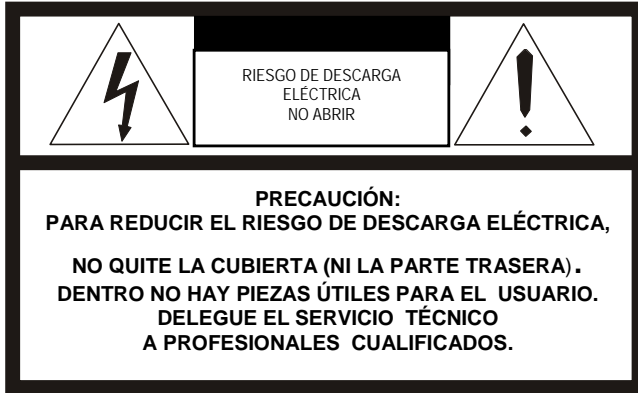 RIESGO DE DESCARGA
ELÉCTRICA
NO ABRIR
PRECAUCIÓN:
PARA REDUCIR EL RIESGO DE DESCARGA ELÉCTRICA,
NO QUITE LA CUBIERTA (NI LA PARTE TRASERA).
DENTRO NO HAY PIEZAS ÚTILES PARA EL USUARIO.
DELEGUE EL SERVICIO TÉCNICO
A PROFESIONALES CUALIFICADOS.